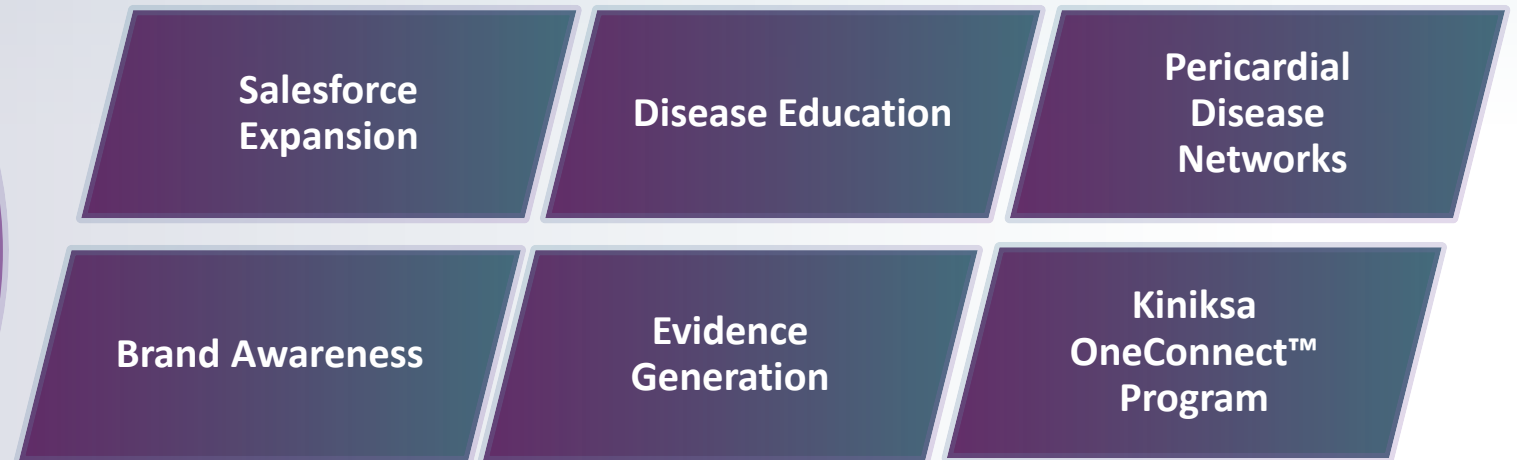 Salesforce
Expansion
Disease Education
Pericardial
Disease
Networks
Brand Awareness
Evidence
Generation
Kiniksa
OneConnect™
Program